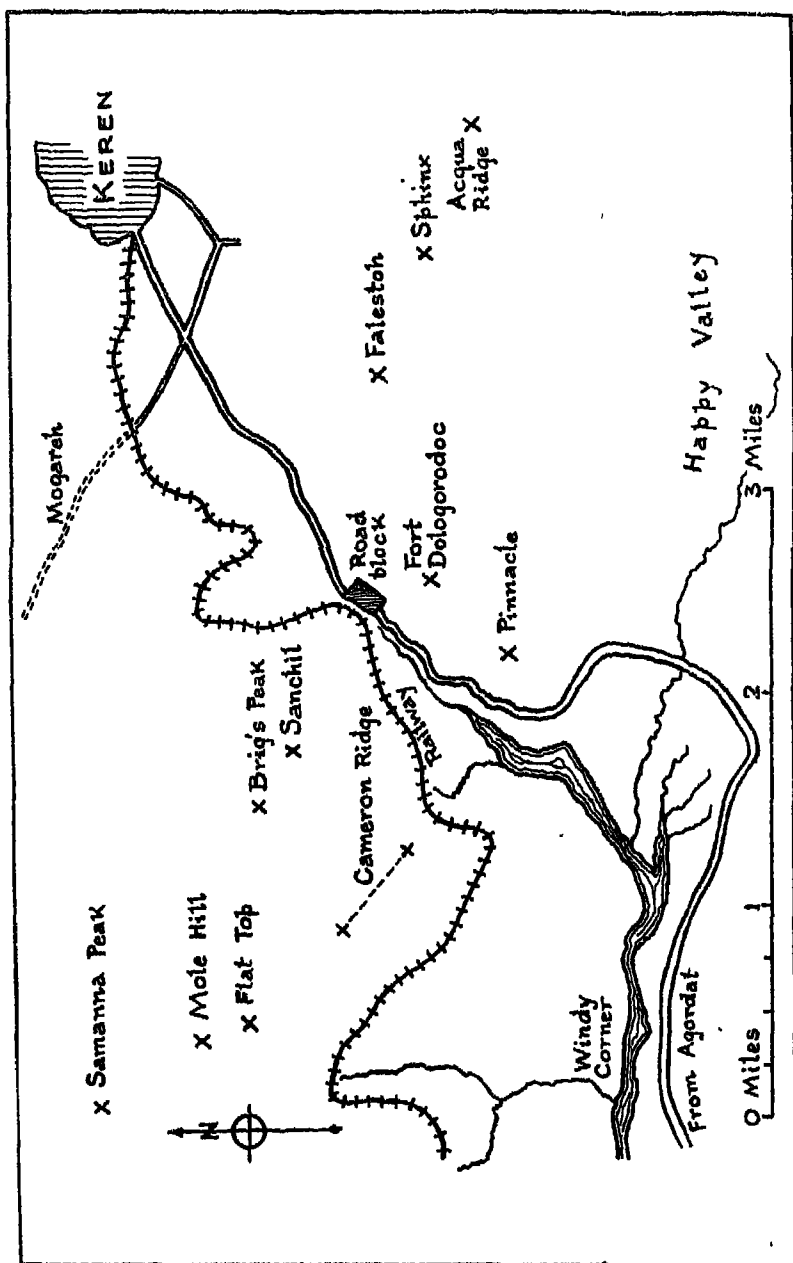 Samanna Peak
Mole Hill
Flat Top
N
Brig's Peak
Sanchil
Cameron Ridge
Railway
Mogareh
KEREN
Road
block
Fort
Dologorodoc
Falestoh
Sphinx
Acqua
Ridge
Pinnacle
Happy Valley
Windy
Corner
From Agordat
0 Miles 1 2 3 Miles